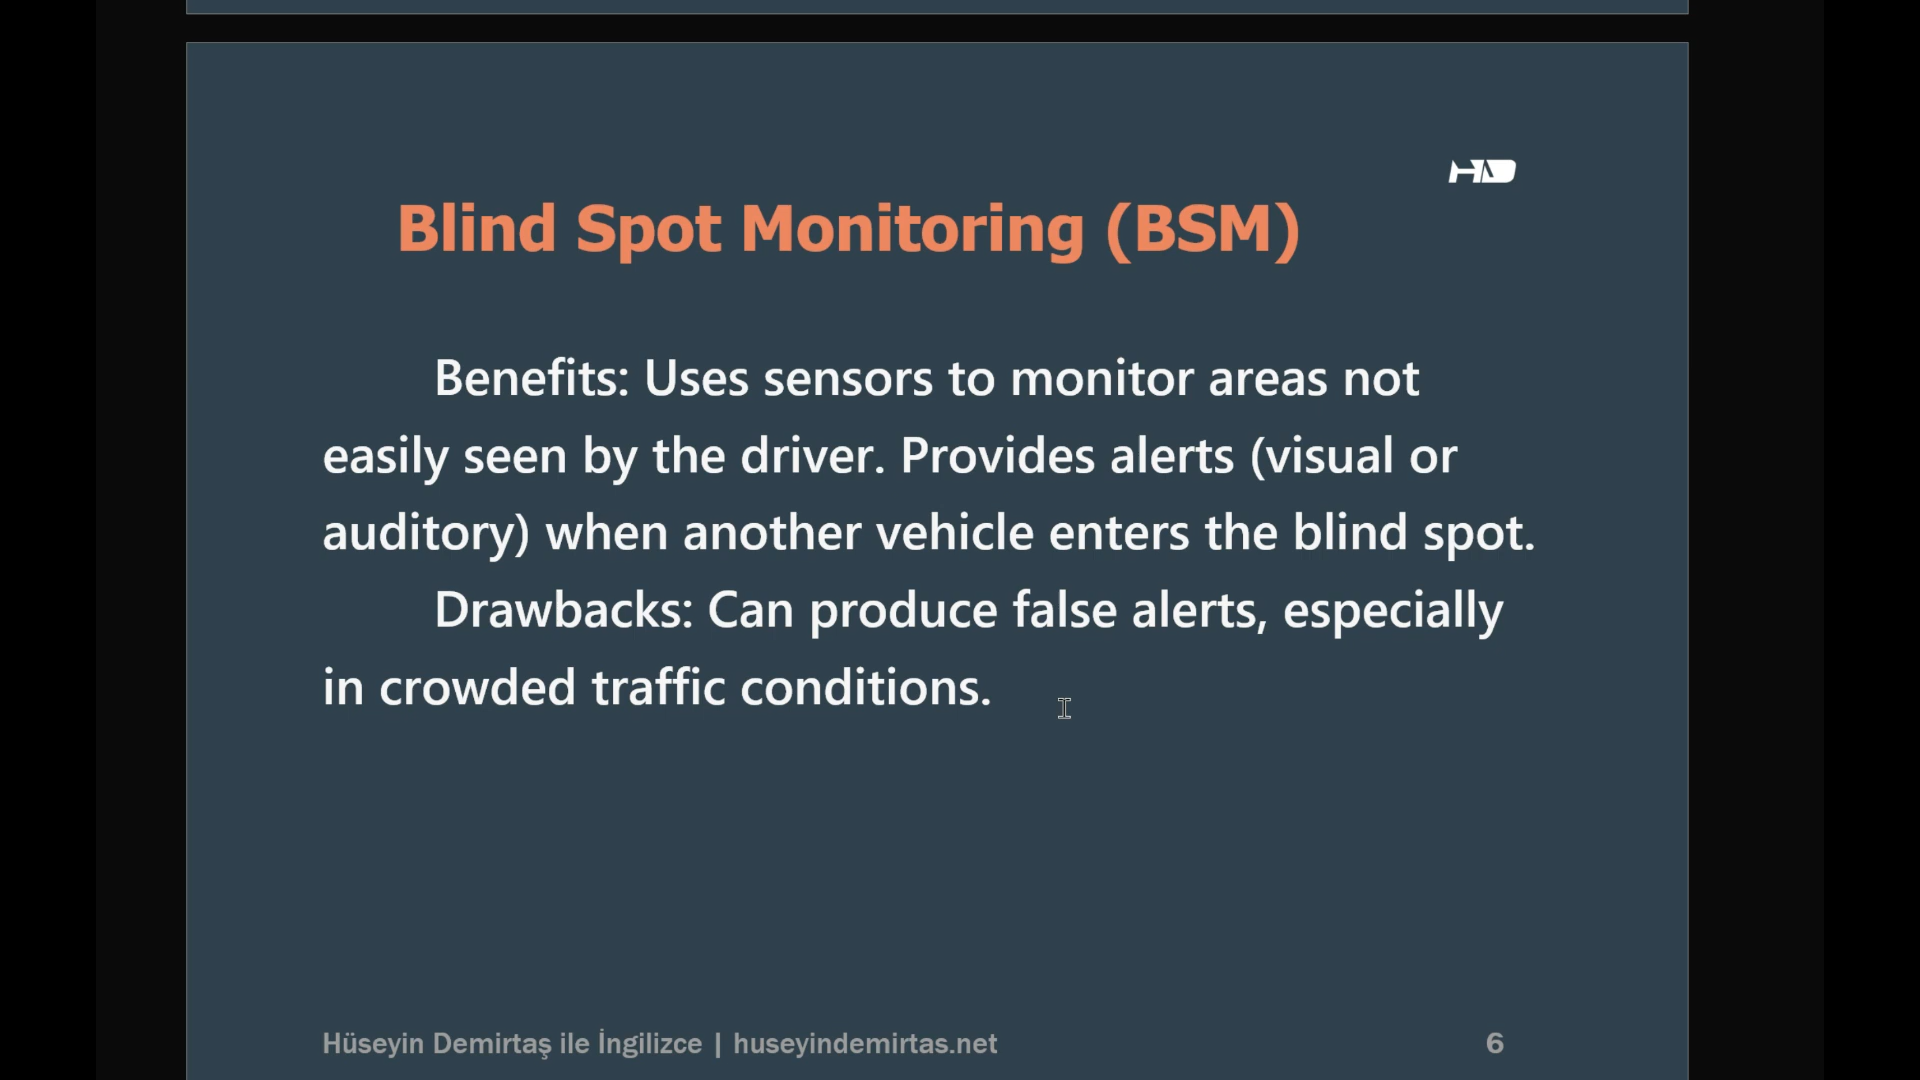 HD
Blind Spot Monitoring (BSM)
Benefits: Uses sensors to monitor areas not
easily seen by the driver. Provides alerts (visual or
auditory) when another vehicle enters the blind spot.
Drawbacks: Can produce false alerts, especially
in crowded traffic conditions.
Hüseyin Demirtaş ile İngilizce | huseyindemirtas.net
6